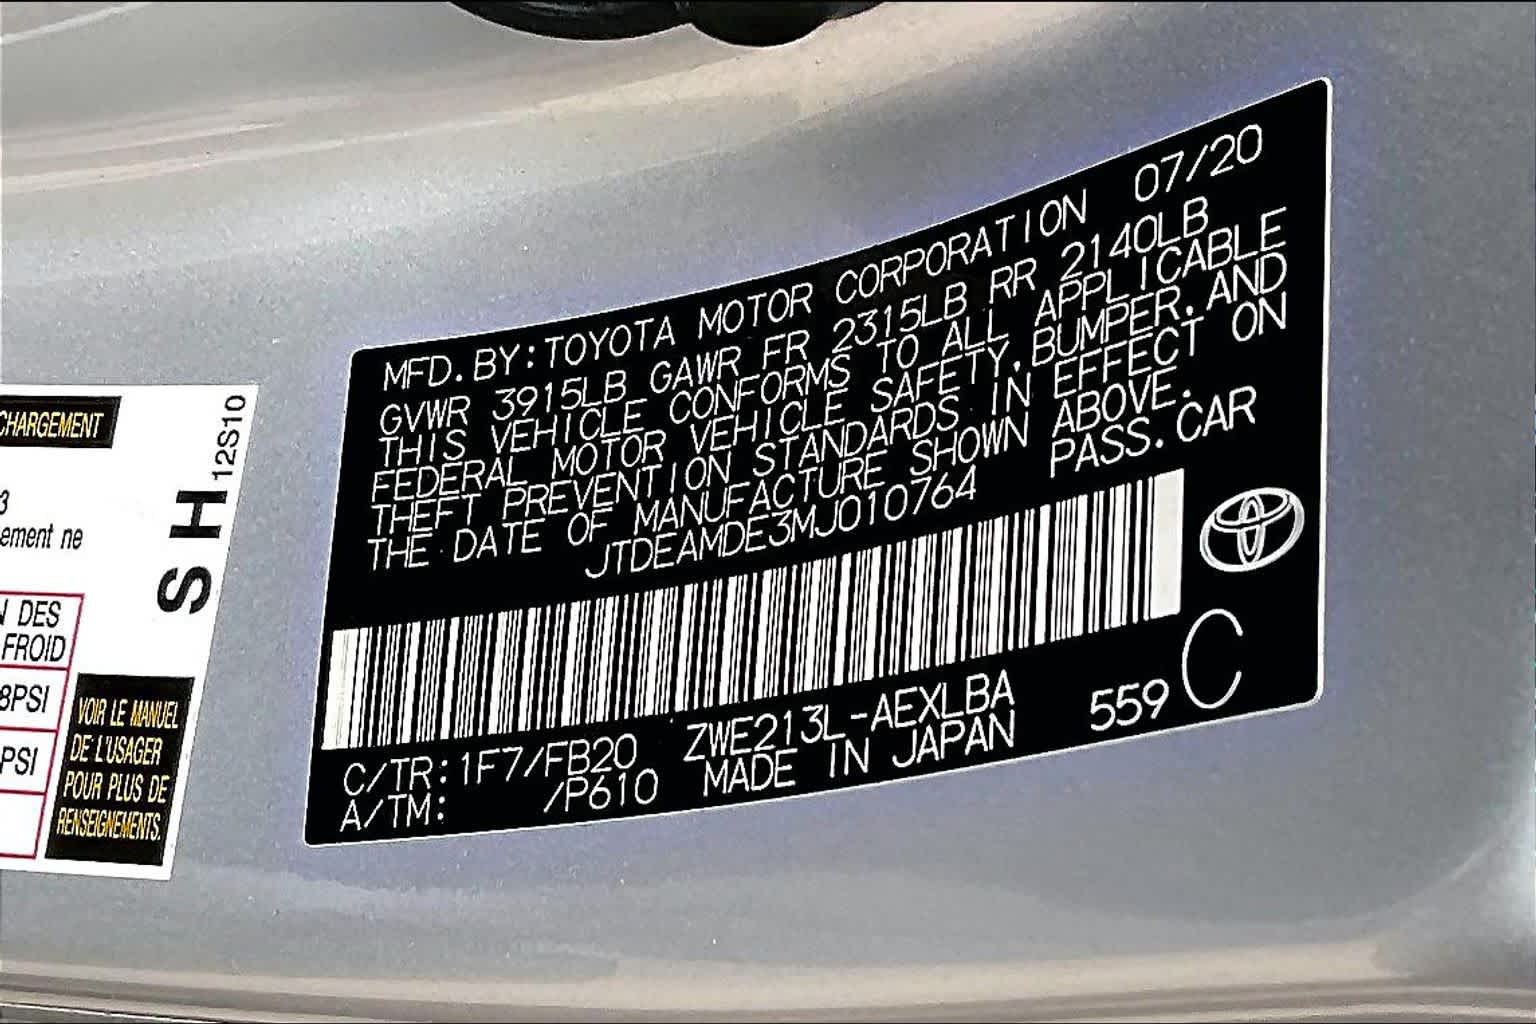 CHARGEMENT
3
ement ne
N DES
FROID
8PSI
PSI
VOIR LE MANUEL
DE L'USAGER
POUR PLUS DE
RENSEIGNEMENTS.
S H 12S10
MFD. BY: TOYOTA MOTOR CORPORATION 07/20
GVWR 3915LB GAWR FR 2315LB RR 2140LB
THIS VEHICLE CONFORMS TO ALL APPLICABLE
FEDERAL MOTOR VEHICLE SAFETY, BUMPER, AND
THEFT PREVENTION STANDARDS IN EFFECT ON
THE DATE OF MANUFACTURE SHOWN ABOVE.
JTDEAMDE3MJ010764 PASS. CAR
C/TR: 1F7/FB20 ZWE213L-AEXLBA 559 C
A/TM: /P610 MADE IN JAPAN